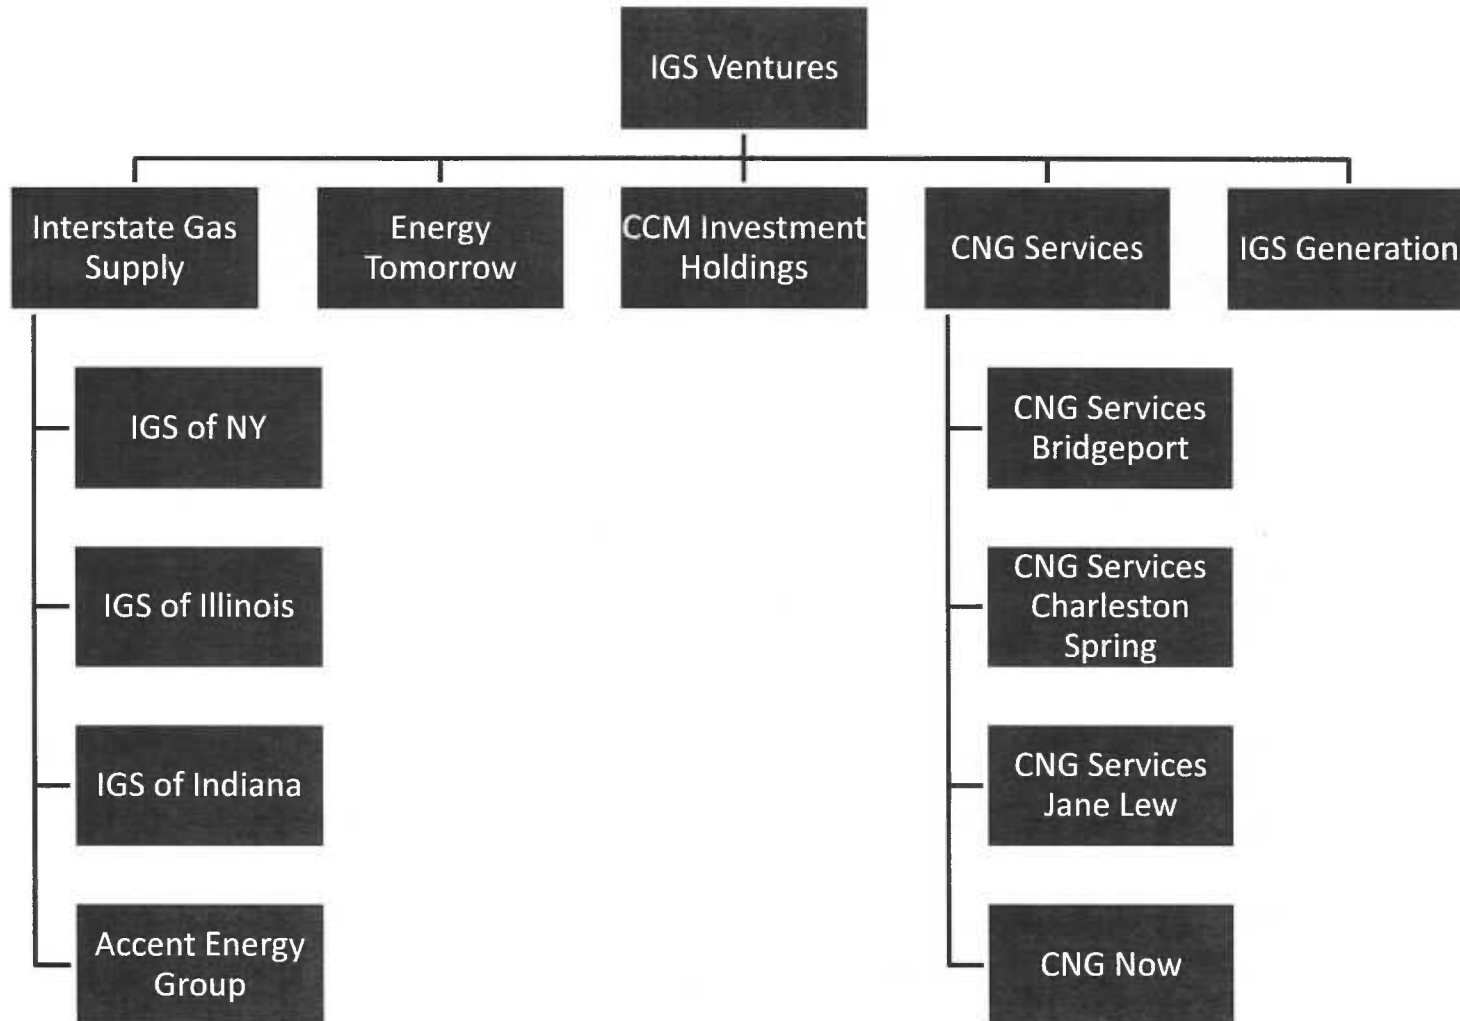 IGS Ventures
Interstate Gas
Supply
Energy
Tomorrow
CCM Investment
Holdings
CNG Services
IGS Generation
IGS of NY
IGS of Illinois
IGS of Indiana
Accent Energy
Group
CNG Services
Bridgeport
CNG Services
Charleston
Spring
CNG Services
Jane Lew
CNG Now